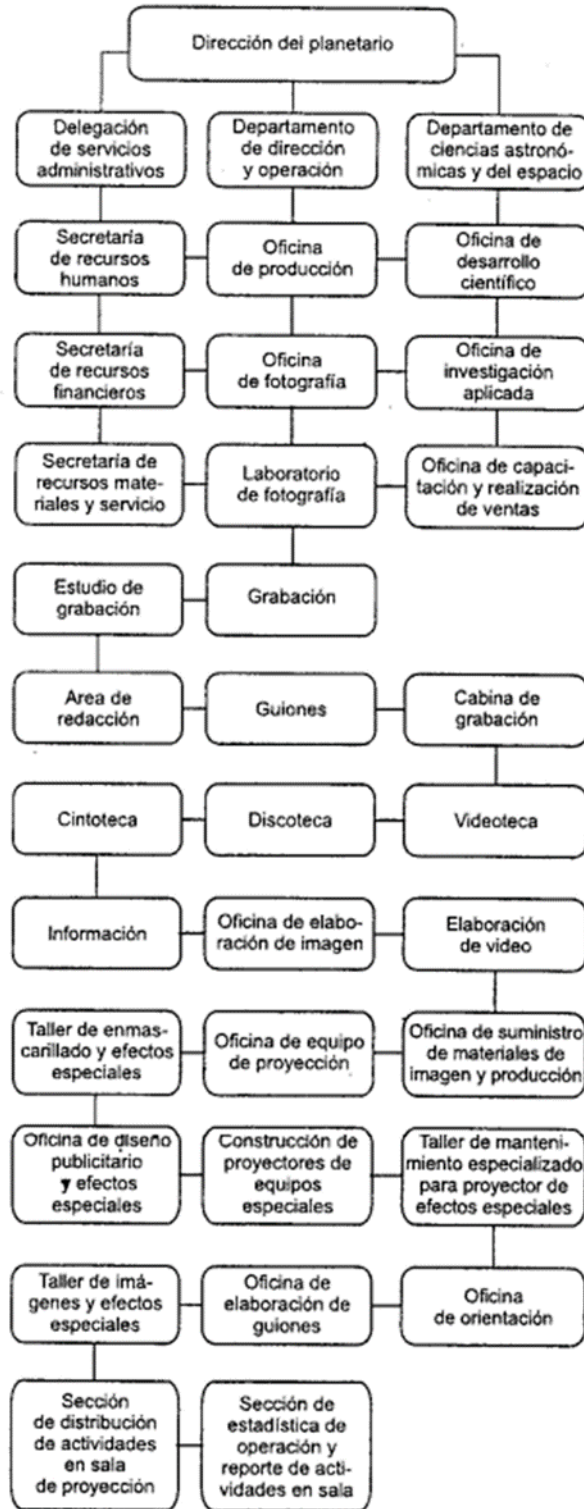 Dirección del planetario
Delegación
de servicios
administrativos
Departamento
de dirección
y operación
Departamento de
ciencias astronó-
micas y del espacio
Secretaría
de recursos
humanos
Oficina
de producción
Oficina de
desarrollo
científico
Secretaría
de recursos
financieros
Oficina
de fotografía
Oficina de
investigación
aplicada
Secretaría de
recursos mate-
riales y servicio
Laboratorio
de fotografía
Oficina de capaci-
tación y realización
de ventas
Estudio de
grabación
Grabación
Area de
redacción
Guiones
Cabina de
grabación
Cintoteca
Discoteca
Videoteca
Información
Oficina de elabo-
ración de imagen
Elaboración
de video
Taller de enmas-
carillado y efectos
especiales
Oficina de equipo
de proyección
Oficina de suministro
de materiales de
imagen y producción
Oficina de diseño
publicitario
y efectos
especiales
Construcción de
proyectores de
equipos
especiales
Taller de manteni-
miento especializado
para proyector de
efectos especiales
Taller de imá-
genes y efectos
especiales
Oficina de
elaboración de
guiones
Oficina
de orientación
Sección
de distribución
de actividades
en sala
de proyección
Sección de
estadística de
operación y
reporte de acti-
vidades en sala